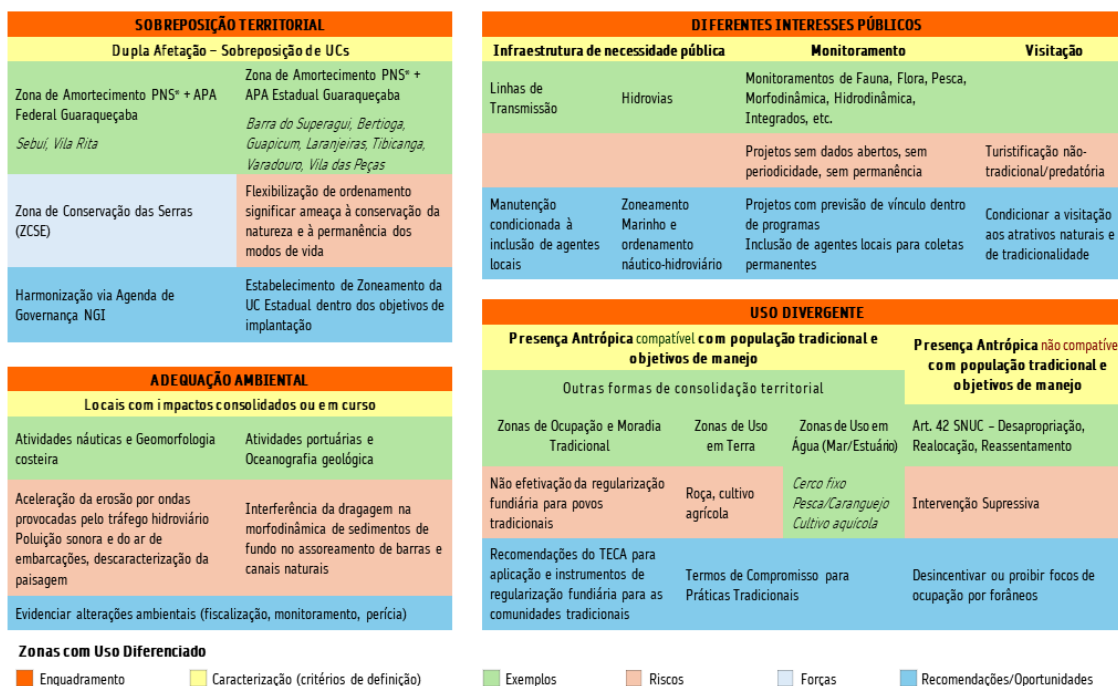 SOBREPOSIÇÃO TERRITORIAL
Dupla Afetação – Sobreposição de UCs
Zona de Amortecimento PNS* + APA
Federal Guaraqueçaba
Sebuí, Vila Rita
Zona de Amortecimento PNS* +
APA Estadual Guaraqueçaba
Barra do Superagui, Bertioga,
Guapicum, Laranjeiras, Tibicanga,
Varadouro, Vila das Peças
Zona de Conservação das Serras
(ZCSE)
Flexibilização de ordenamento
significar ameaça à conservação da
natureza e à permanência dos
modos de vida
Harmonização via Agenda de
Governança NGI
Estabelecimento de Zoneamento da
UC Estadual dentro dos objetivos de
implantação
ADEQUAÇÃO AMBIENTAL
Locais com impactos consolidados ou em curso
Atividades náuticas e Geomorfologia
costeira
Atividades portuárias e
Oceanografia geológica
Aceleração da erosão por ondas
provocadas pelo tráfego hidroviário
Poluição sonora e do ar de
embarcações, descaracterização da
paisagem
Interferência da dragagem na
morfodinâmica de sedimentos de
fundo no assoreamento de barras e
canais naturais
Evidenciar alterações ambientais (fiscalização, monitoramento, perícia)
DIFERENTES INTERESSES PÚBLICOS
Infraestrutura de necessidade pública
Monitoramento
Visitação
Linhas de
Transmissão
Hidrovias
Monitoramentos de Fauna, Flora, Pesca,
Morfodinâmica, Hidrodinâmica,
Integrados, etc.
Projetos sem dados abertos, sem
periodicidade, sem permanência
Turistificação não-
tradicional/predatória
Manutenção
condicionada à
inclusão de agentes
locais
Zoneamento
Marinho e
ordenamento
náutico-hidroviário
Projetos com previsão de vínculo dentro
de programas
Inclusão de agentes locais para coletas
permanentes
Condicionar a visitação
aos atrativos naturais e
de tradicionalidade
USO DIVERGENTE
Presença Antrópica compatível com população tradicional e
objetivos de manejo
Presença Antrópica não compatíve
com população tradicional e
objetivos de manejo
Outras formas de consolidação territorial
Zonas de Ocupação e Moradia
Tradicional
Zonas de Uso
em Terra
Zonas de Uso em
Água (Mar/Estuário)
Art. 42 SNUC – Desapropriação,
Realocação, Reassentamento
Não efetivação da regularização
fundiária para povos
tradicionais
Roça, cultivo
agrícola
Cerco fixo
Pesca/Caranguejo
Cultivo aquícola
Intervenção Supressiva
Recomendações do TECA para
aplicação e instrumentos de
regularização fundiária para as
comunidades tradicionais
Termos de Compromisso para
Práticas Tradicionais
Desincentivar ou proibir focos de
ocupação por forâneos
Zonas com Uso Diferenciado
Enquadramento
Caracterização (critérios de definição)
Exemplos
Riscos
Forças
Recomendações/Oportunidades